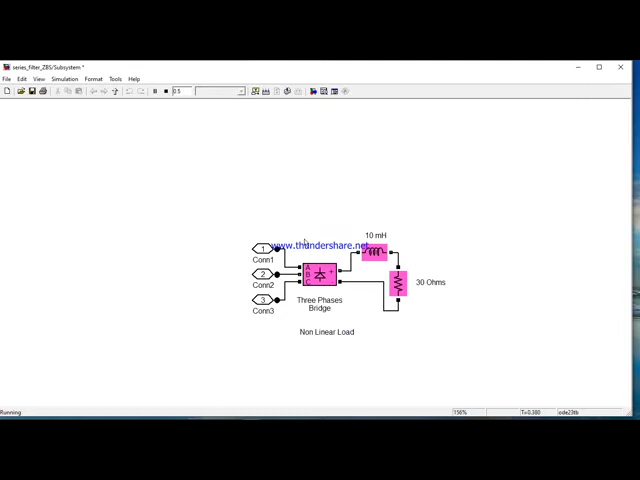 series_filter_ZBS/Subsystem *
File Edit View Simulation Format Tools Help
0.5
10 mH
www.thundershare.net
1
Conn1
A
B
C
+
2
Conn2
30 Ohms
3
Conn3
Three Phases
Bridge
Non Linear Load
Running 156% T=0.380 ode23tb